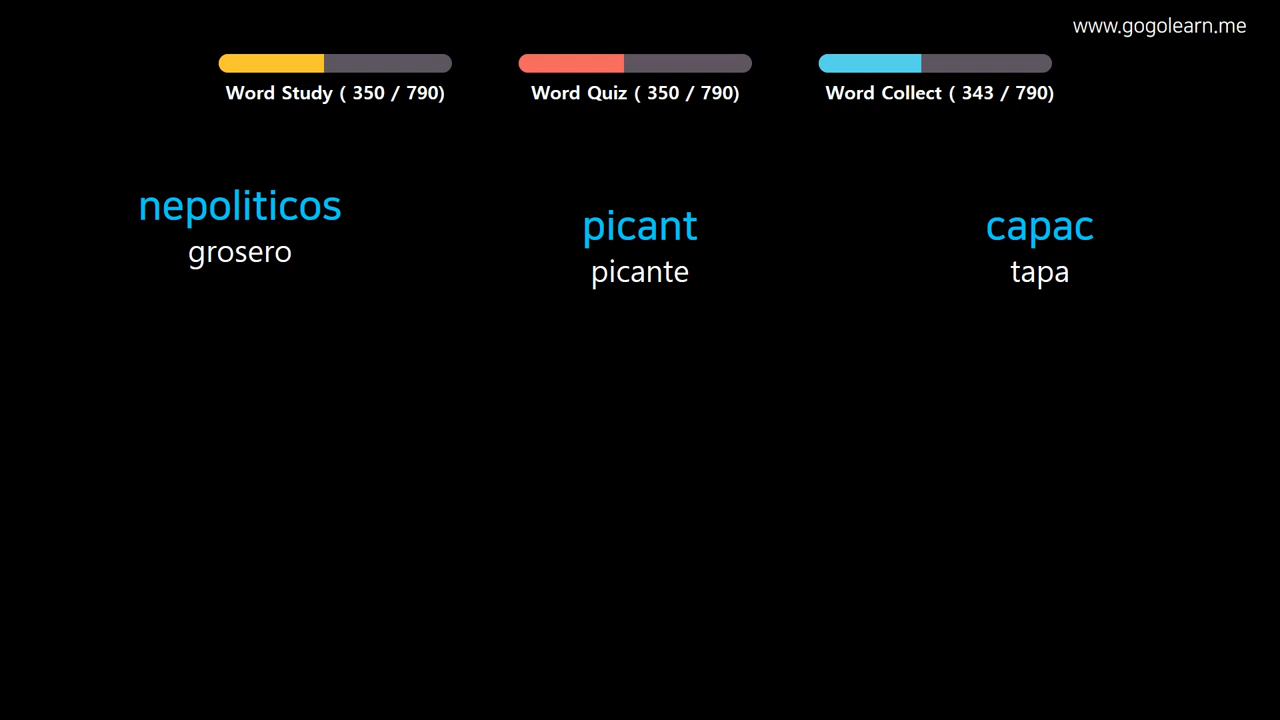 www.gogolearn.me
Word Study ( 350 / 790)
Word Quiz ( 350 / 790)
Word Collect ( 343 / 790)
nepoliticos
grosero
picant
picante
capac
tapa